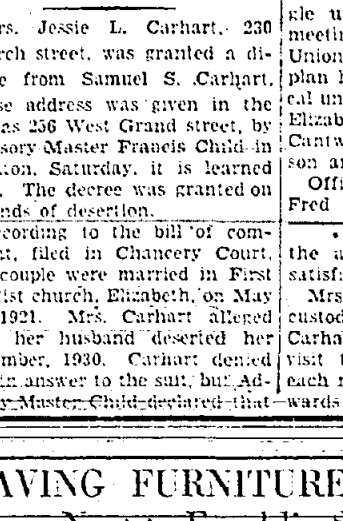 rs. Jessie L. Carhart, 230
rch street, was granted a di-
e from Samuel S. Carhart,
se address was given in the
as 256 West Grand street, by
sory Master Francis Child in
ton, Saturday, it is learned
. The decree was granted on
nds of desertion.
cording to the bill of com-
nt, filed in Chancery Court,
couple were married in First
ist church, Elizabeth, on May
1921. Mrs. Carhart alleged
her husband deserted her
mber, 1930. Carhart denied
in answer to the suit, but Ad-
y Master Child declared that
gle u
meetin
Union
plan
cal un
Elizab
Cantw
son an
Offi
Fred
the a
satisf
Mrs
custod
Carha
visit t
each
wards
AVING FURNITURE